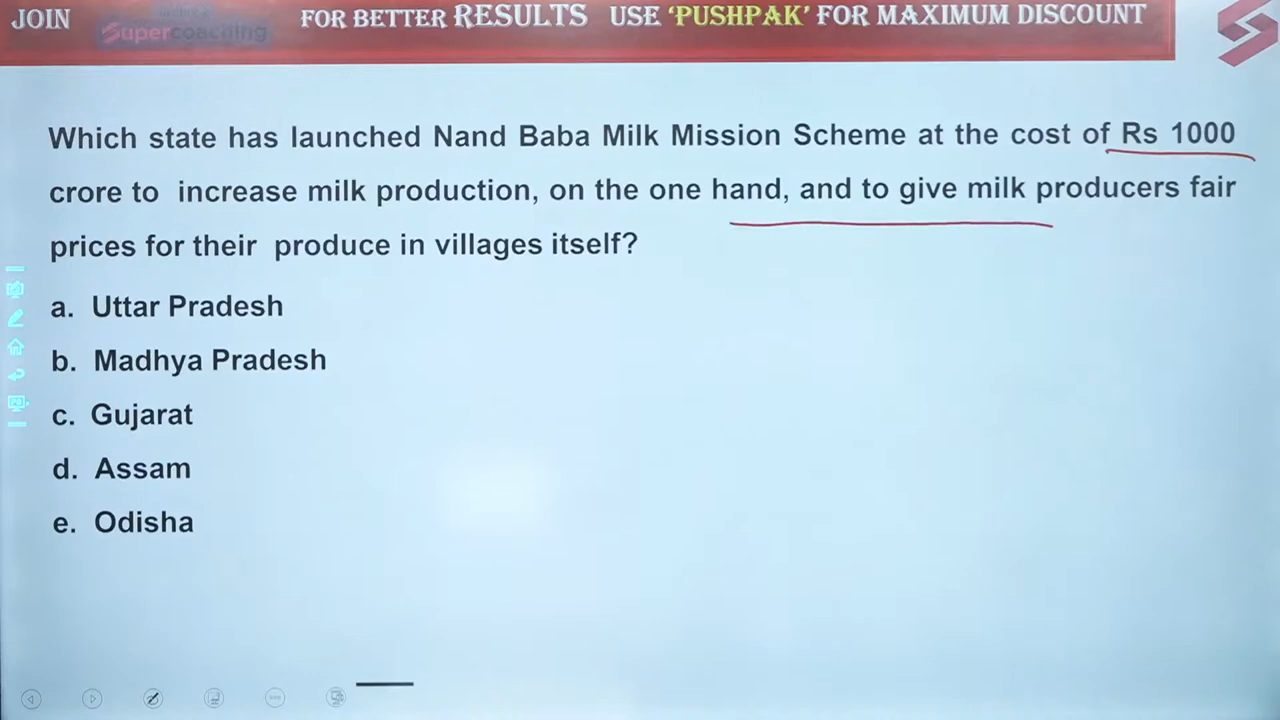 JOIN Supercoaching FOR BETTER RESULTS USE ‘PUSHPAK’ FOR MAXIMUM DISCOUNT
Which state has launched Nand Baba Milk Mission Scheme at the cost of Rs 1000
crore to increase milk production, on the one hand, and to give milk producers fair
prices for their produce in villages itself?
a. Uttar Pradesh
b. Madhya Pradesh
c. Gujarat
d. Assam
e. Odisha